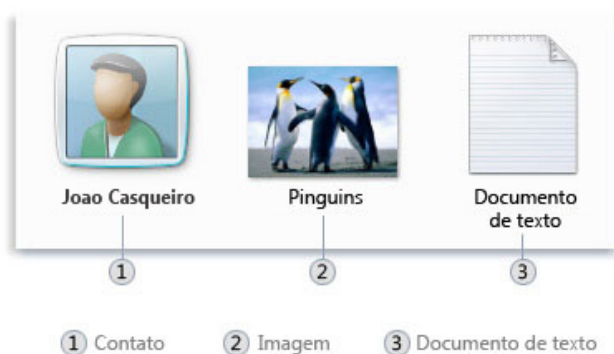 Joao Casqueiro Pinguins Documento
de texto
1 2 3
1 Contato 2 Imagem 3 Documento de texto